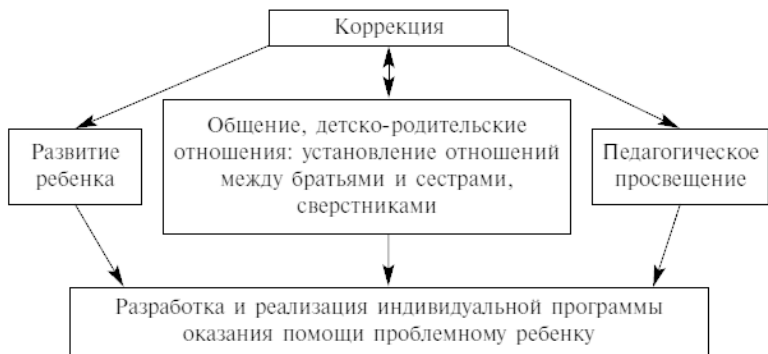 Коррекция
Развитие
ребенка
Общение, детско-родительские
отношения: установление отношений
между братьями и сестрами,
сверстниками
Педагогическое
просвещение
Разработка и реализация индивидуальной программы
оказания помощи проблемному ребенку